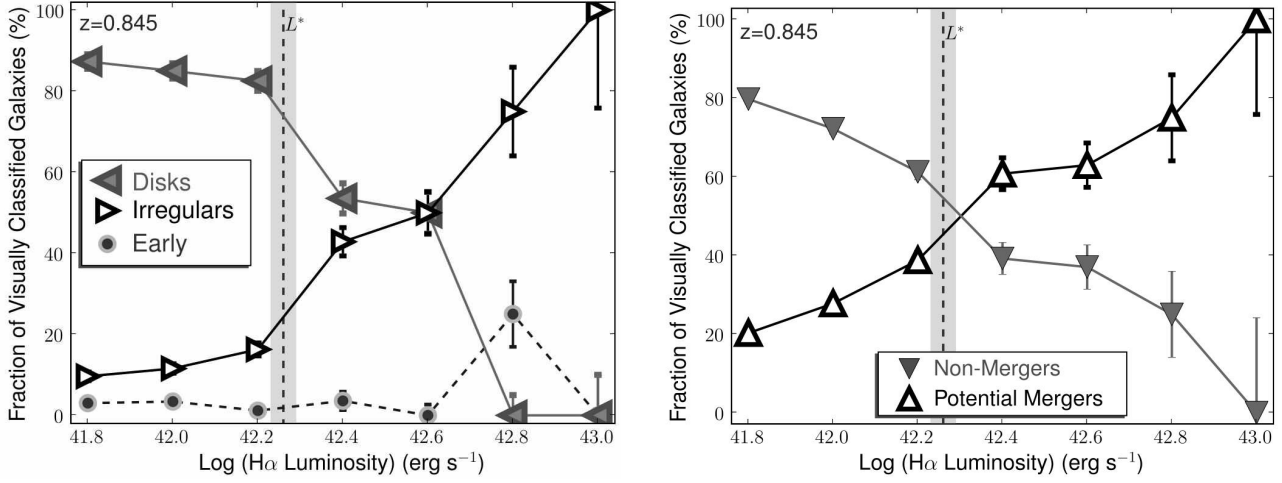 Fraction of Visually Classified Galaxies (%)
100
80
60
40
20
0
z=0.845
L*
Disks
Irregulars
Early
41.8 42.0 42.2 42.4 42.6 42.8 43.0
Log (Hα Luminosity) (erg s⁻¹)
Fraction of Visually Classified Galaxies (%)
100
80
60
40
20
0
z=0.845
L*
Non-Mergers
Potential Mergers
41.8 42.0 42.2 42.4 42.6 42.8 43.0
Log (Hα Luminosity) (erg s⁻¹)